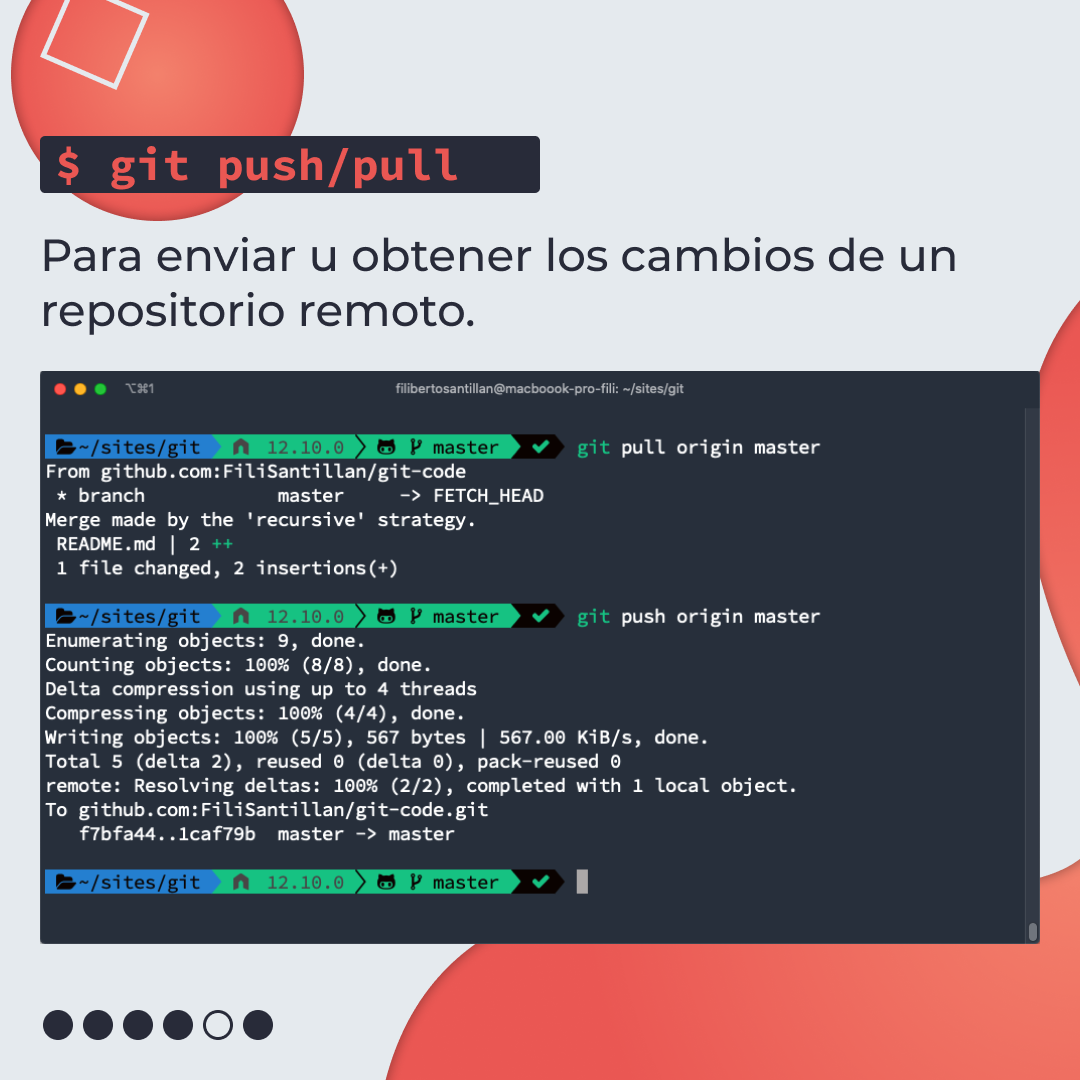 $ git push/pull
Para enviar u obtener los cambios de un
repositorio remoto.
⌥⌘1 filibertosantillan@macboook-pro-fili: ~/sites/git
~/sites/git 12.10.0 master ✔ git pull origin master
From github.com:FiliSantillan/git-code
 * branch            master     -> FETCH_HEAD
Merge made by the 'recursive' strategy.
 README.md | 2 ++
 1 file changed, 2 insertions(+)
~/sites/git 12.10.0 master ✔ git push origin master
Enumerating objects: 9, done.
Counting objects: 100% (8/8), done.
Delta compression using up to 4 threads
Compressing objects: 100% (4/4), done.
Writing objects: 100% (5/5), 567 bytes | 567.00 KiB/s, done.
Total 5 (delta 2), reused 0 (delta 0), pack-reused 0
remote: Resolving deltas: 100% (2/2), completed with 1 local object.
To github.com:FiliSantillan/git-code.git
   f7bfa44..1caf79b  master -> master
~/sites/git 12.10.0 master ✔